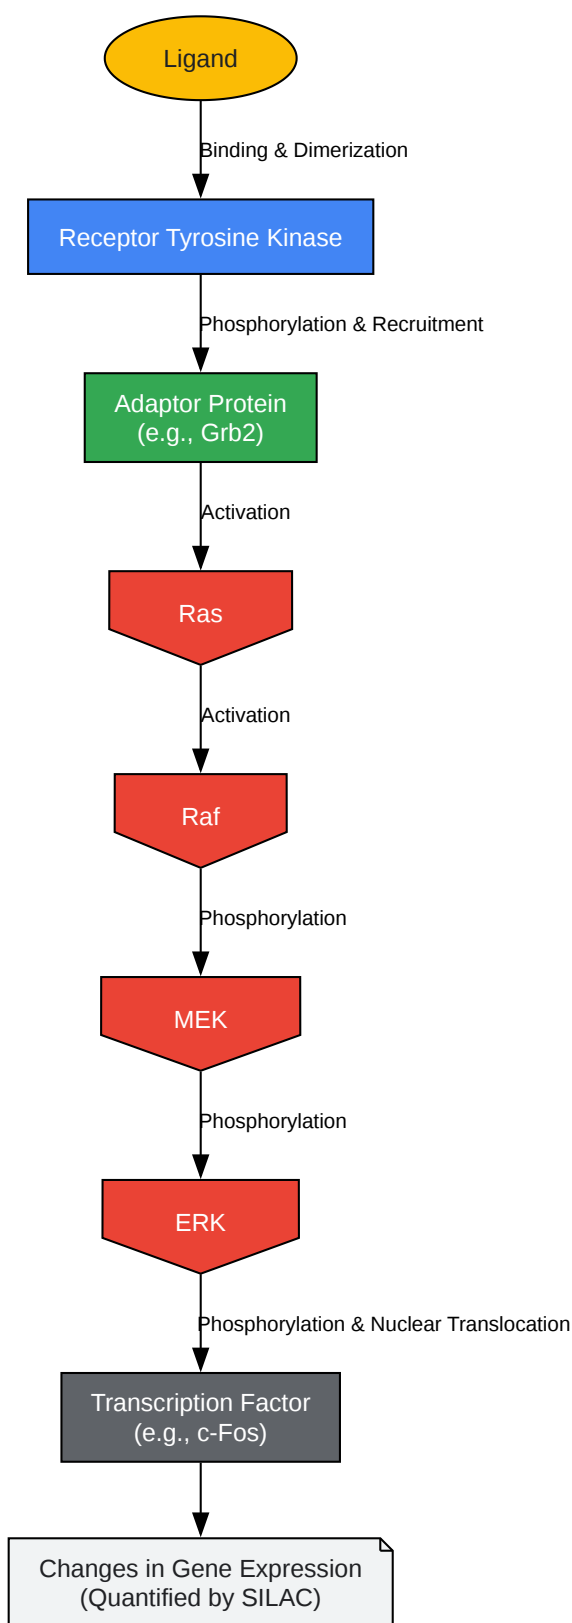 Ligand
Binding & Dimerization
Receptor Tyrosine Kinase
Phosphorylation & Recruitment
Adaptor Protein
(e.g., Grb2)
Activation
Ras
Activation
Raf
Phosphorylation
MEK
Phosphorylation
ERK
Phosphorylation & Nuclear Translocation
Transcription Factor
(e.g., c-Fos)
Changes in Gene Expression
(Quantified by SILAC)